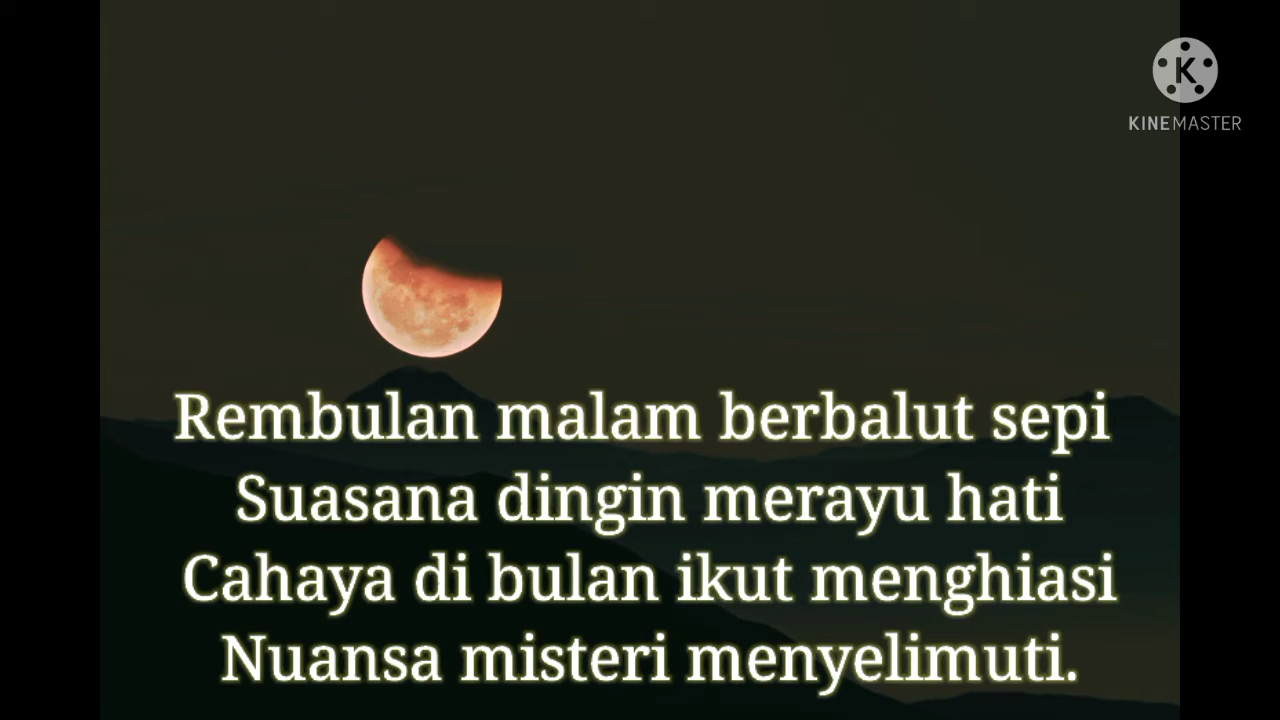 K
KINEMASTER
Rembulan malam berbalut sepi
Suasana dingin merayu hati
Cahaya di bulan ikut menghiasi
Nuansa misteri menyelimuti.